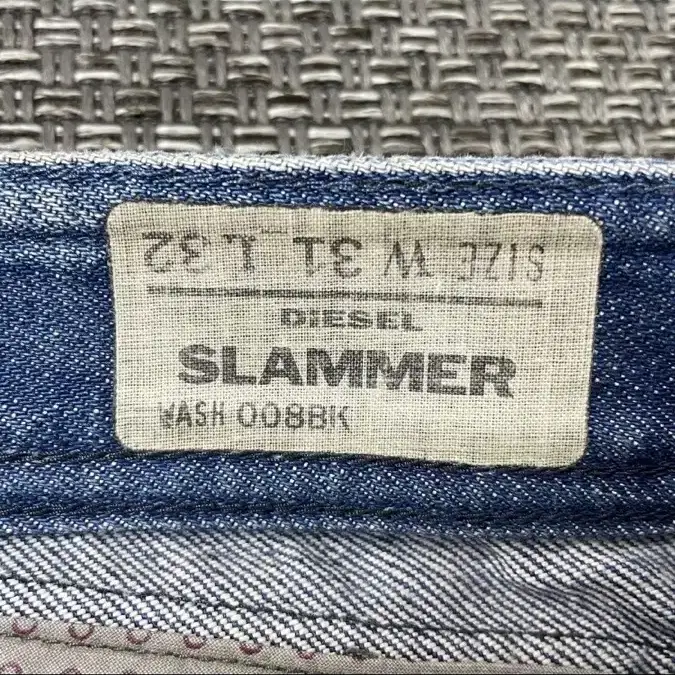 SIZE W 31 L 32
DIESEL
SLAMMER
WASH 008BK